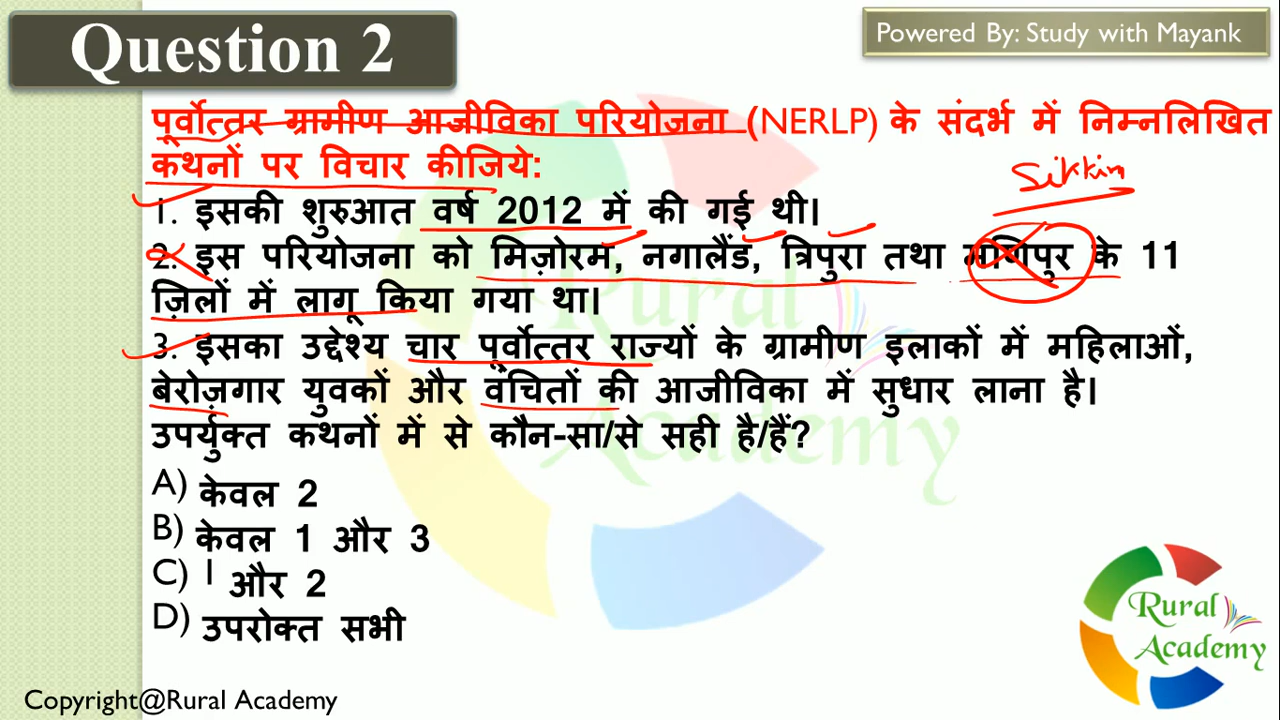 Question 2
Powered By: Study with Mayank
पूर्वोत्तर ग्रामीण आजीविका परियोजना (NERLP) के संदर्भ में निम्नलिखित
कथनों पर विचार कीजिये:
Sikkim
1. इसकी शुरुआत वर्ष 2012 में की गई थी।
2. इस परियोजना को मिज़ोरम, नगालैंड, त्रिपुरा तथा मणिपुर के 11
ज़िलों में लागू किया गया था।
3. इसका उद्देश्य चार पूर्वोत्तर राज्यों के ग्रामीण इलाकों में महिलाओं,
बेरोज़गार युवकों और वंचितों की आजीविका में सुधार लाना है।
उपर्युक्त कथनों में से कौन-सा/से सही है/हैं?
A) केवल 2
B) केवल 1 और 3
C) 1 और 2
D) उपरोक्त सभी
Rural
Academy
Rural
Academy
Copyright@Rural Academy